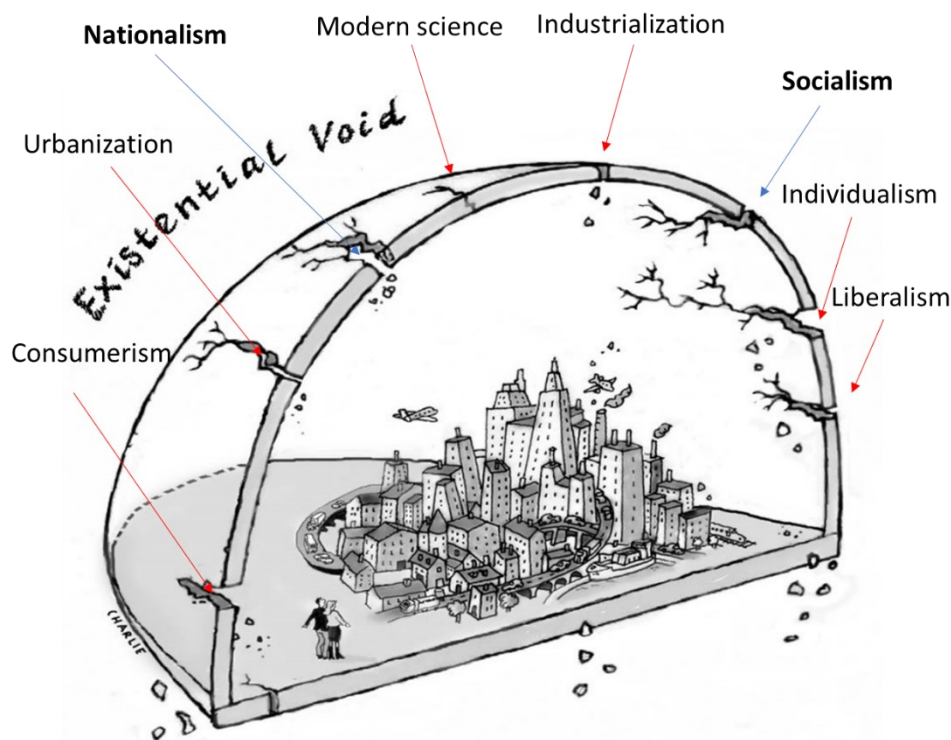 Nationalism
Modern science
Industrialization
Socialism
Urbanization
Existential Void
Individualism
Liberalism
Consumerism
CHARLIE